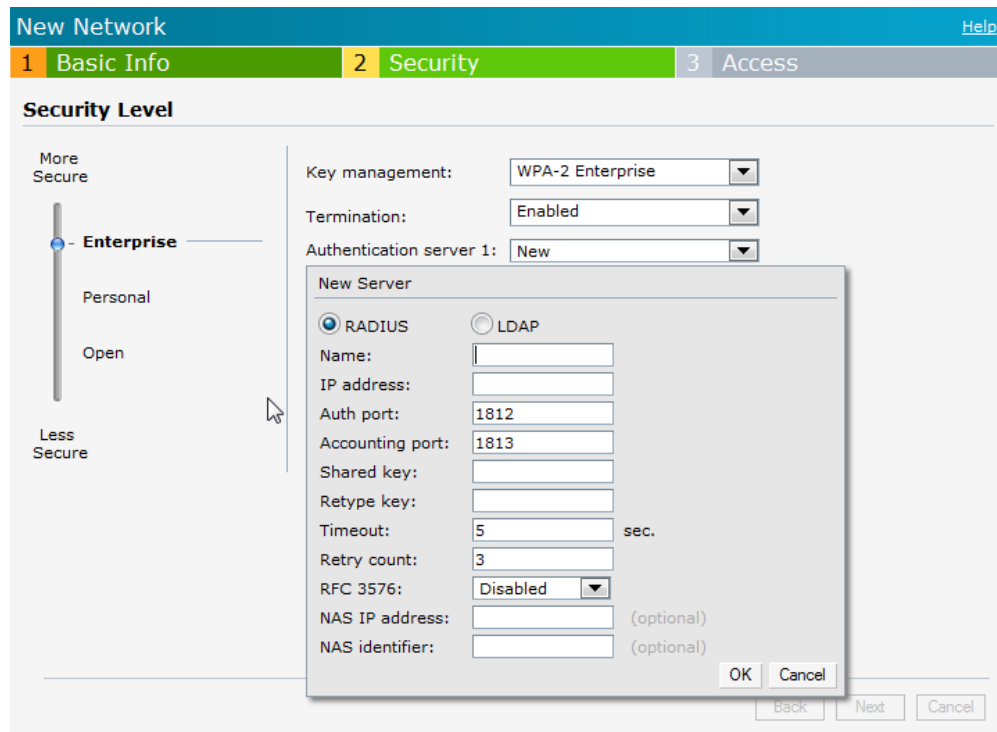 New Network
Help
1 Basic Info
2 Security
3 Access
Security Level
More
Secure
Enterprise
Personal
Open
Less
Secure
Key management: WPA-2 Enterprise
Termination: Enabled
Authentication server 1: New
New Server
RADIUS LDAP
Name:
IP address:
Auth port: 1812
Accounting port: 1813
Shared key:
Retype key:
Timeout: 5 sec.
Retry count: 3
RFC 3576: Disabled
NAS IP address: (optional)
NAS identifier: (optional)
OK Cancel
Back Next Cancel